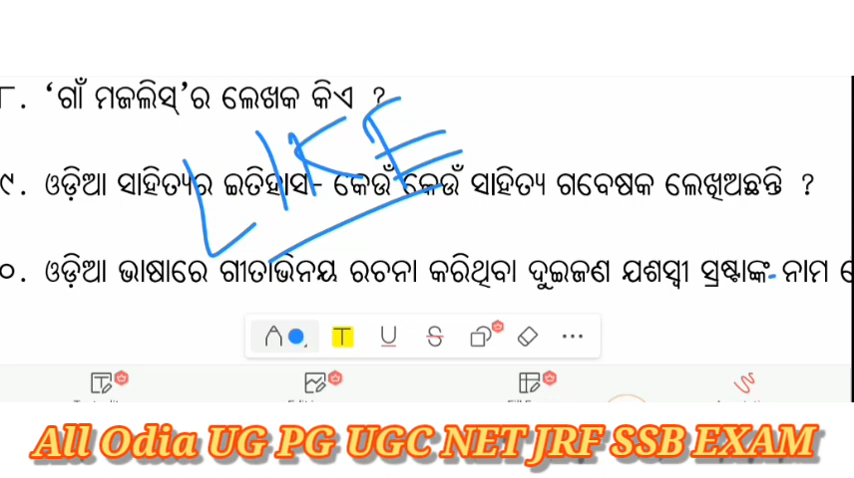 ୮. ‘ଗାଁ ମଜଲିସ୍’ର ଲେଖକ କିଏ ?
୯. ଓଡ଼ିଆ ସାହିତ୍ୟର ଇତିହାସ- କେଉଁ କେଉଁ ସାହିତ୍ୟ ଗବେଷକ ଲେଖିଅଛନ୍ତି ?
୦. ଓଡ଼ିଆ ଭାଷାରେ ଗୀତାଭିନୟ ରଚନା କରିଥିବା ଦୁଇଜଣ ଯଶସ୍ୱୀ ସ୍ରଷ୍ଟାଙ୍କ ନାମ
LIKE
All Odia UG PG UGC NET JRF SSB EXAM